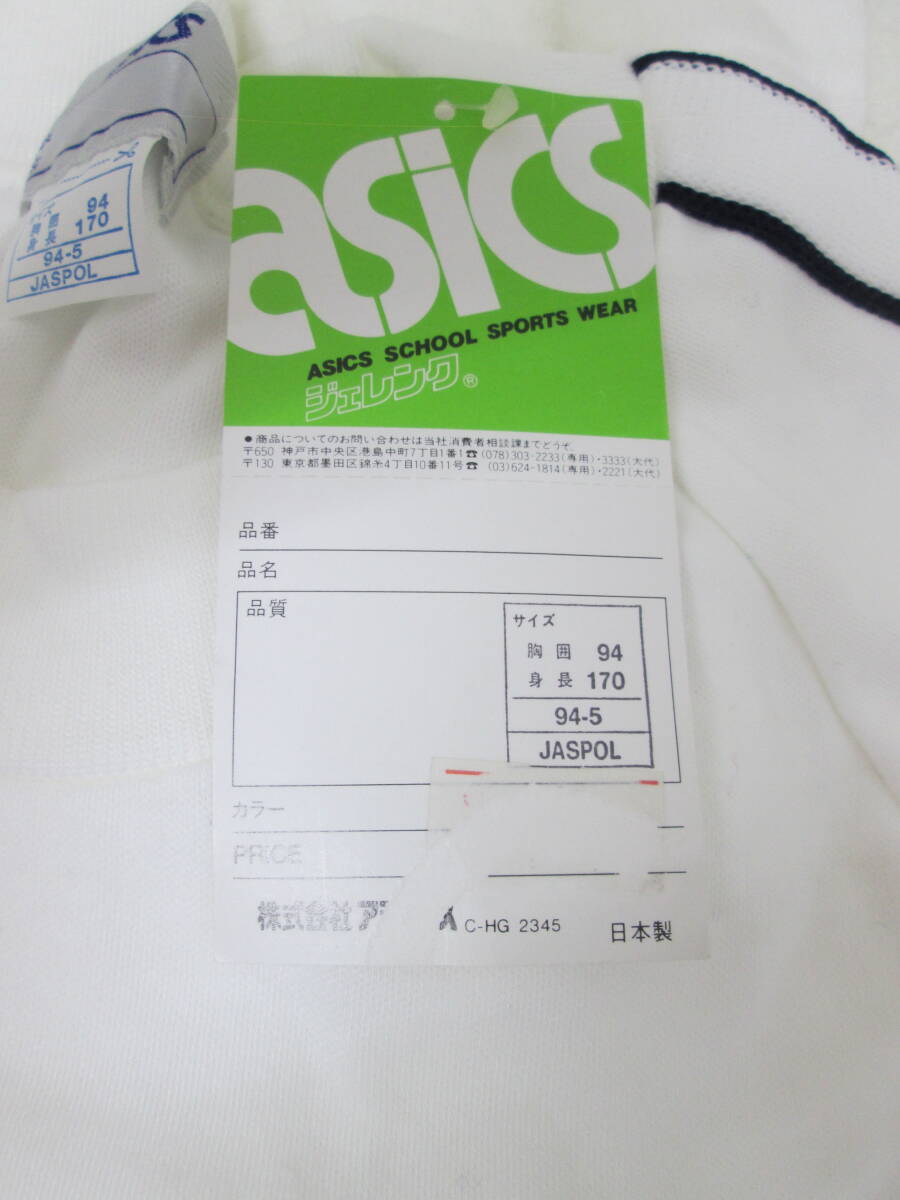 サイズ
胸囲 94
身長 170
94-5
JASPOL
asics
ASICS SCHOOL SPORTS WEAR
ジェレンク®
●商品についてのお問い合わせは当社消費者相談課までどうぞ。
〒650 神戸市中央区港島中町7丁目1番1☎(078)303-2233(専用)・3333(大代)
〒130 東京都墨田区錦糸4丁目10番11号☎(03)624-1814(専用)・2221(大代)
品番
品名
品質
サイズ
胸囲 94
身長 170
94-5
JASPOL
カラー
PRICE
株式会社ア
C-HG 2345
日本製